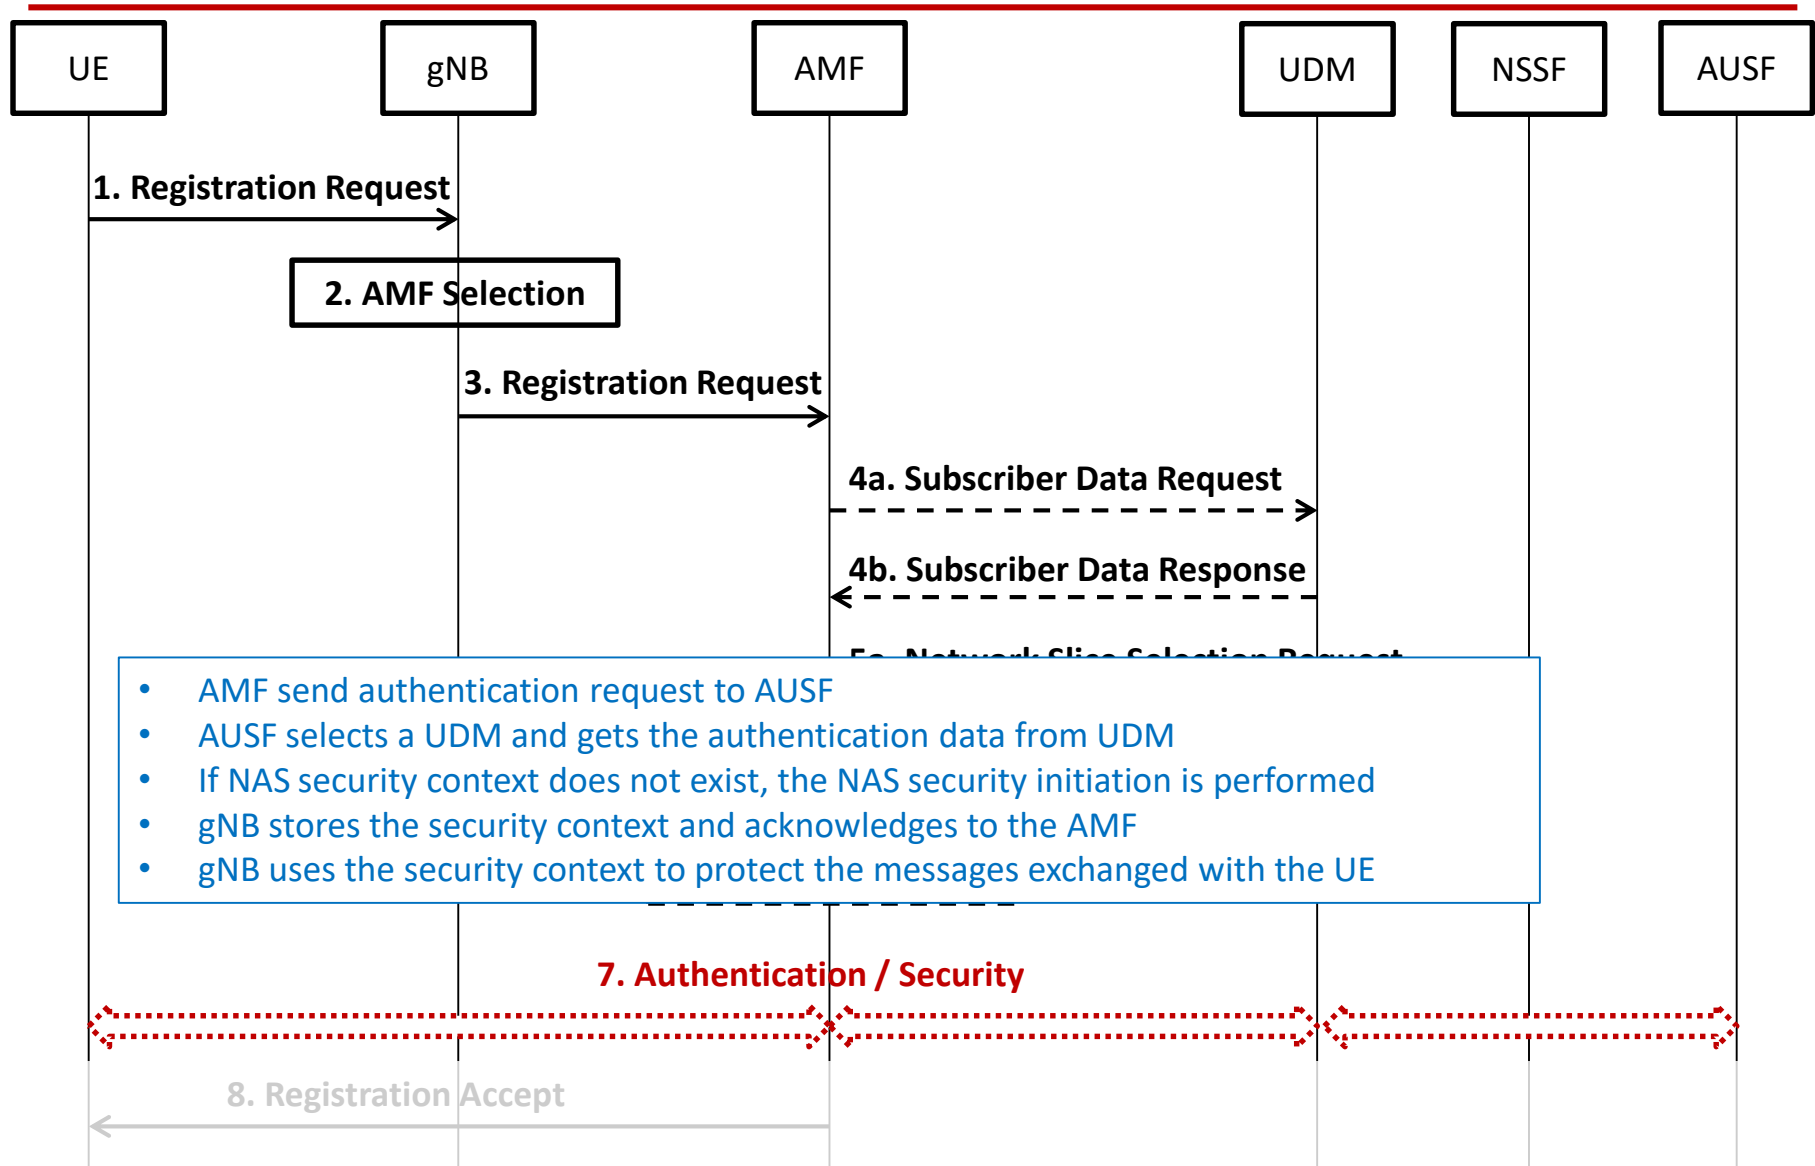 UE gNB AMF UDM NSSF AUSF
1. Registration Request
2. AMF Selection
3. Registration Request
4a. Subscriber Data Request
4b. Subscriber Data Response
Network Slice Selection Request
• AMF send authentication request to AUSF
• AUSF selects a UDM and gets the authentication data from UDM
• If NAS security context does not exist, the NAS security initiation is performed
• gNB stores the security context and acknowledges to the AMF
• gNB uses the security context to protect the messages exchanged with the UE
7. Authentication / Security
8. Registration Accept